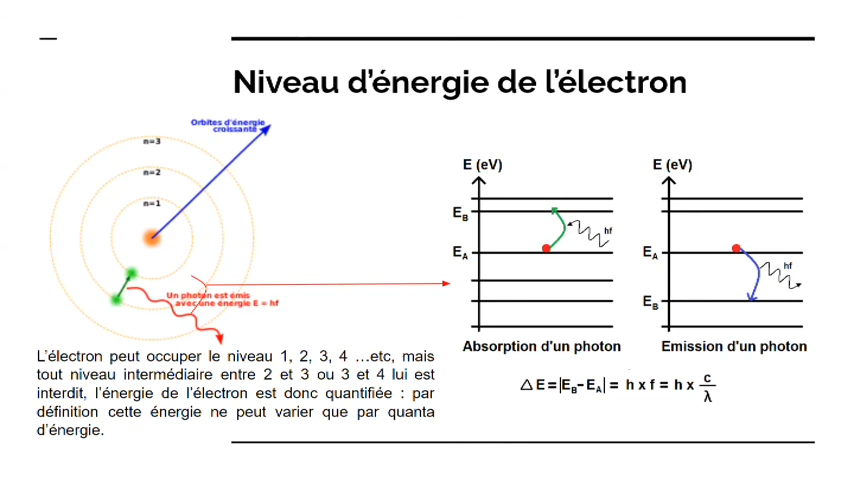 Niveau d'énergie de l'électron
Orbites d'énergie
croissante
n=3
n=2
n=1
Un photon est émis
avec une énergie E = hf
L'électron peut occuper le niveau 1, 2, 3, 4 …etc, mais
tout niveau intermédiaire entre 2 et 3 ou 3 et 4 lui est
interdit, l'énergie de l'électron est donc quantifiée : par
définition cette énergie ne peut varier que par quanta
d'énergie.
E (eV)
E_B
hf
E_A
Absorption d'un photon
E (eV)
E_A
hf
E_B
Emission d'un photon
△E=|E_B-E_A| = h x f = h x c/λ